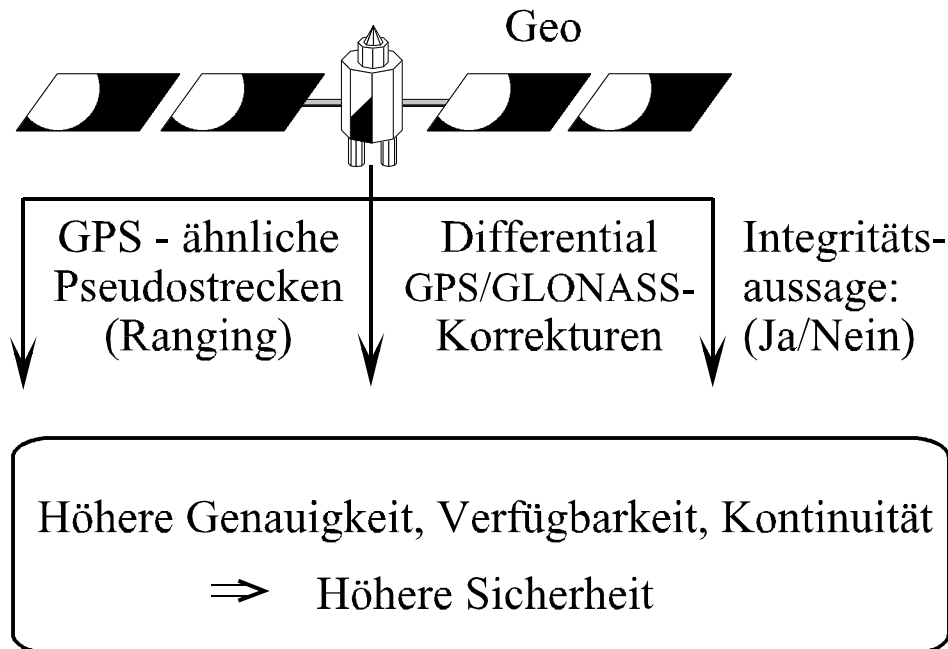 Geo
GPS - ähnliche
Pseudostrecken
(Ranging)
Differential
GPS/GLONASS-
Korrekturen
Integritäts-
aussage:
(Ja/Nein)
Höhere Genauigkeit, Verfügbarkeit, Kontinuität
⇒ Höhere Sicherheit